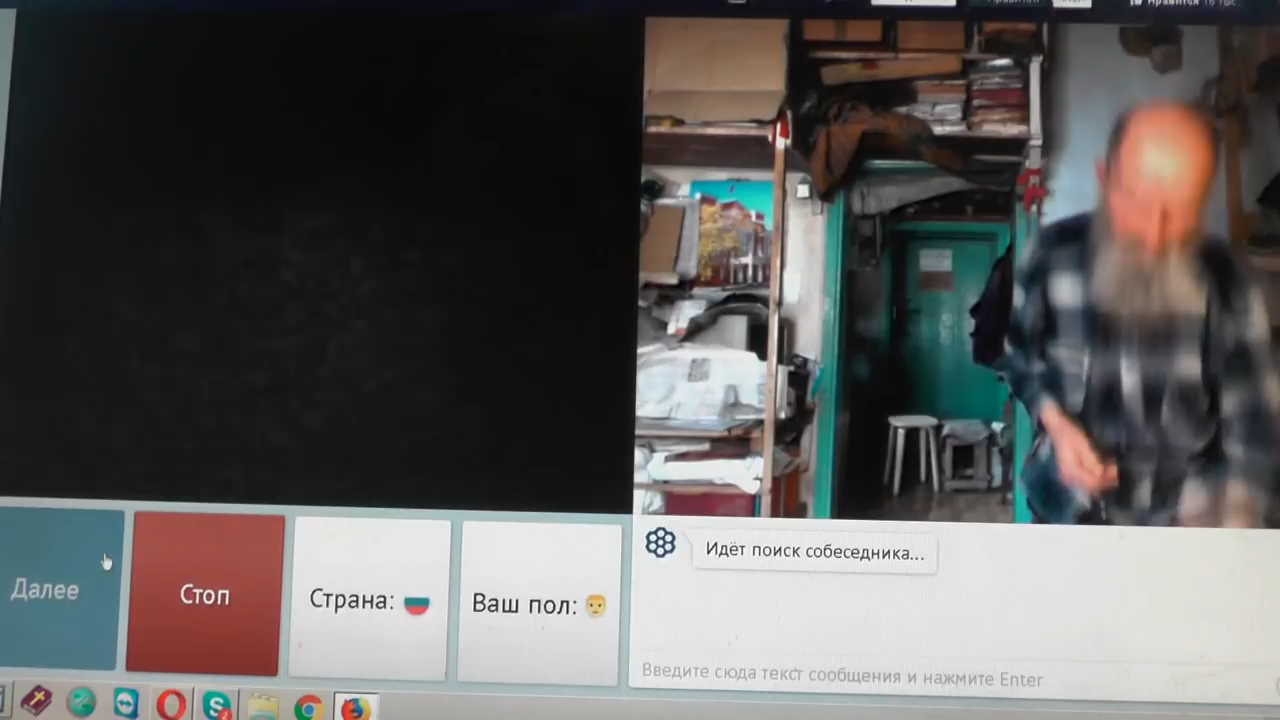 Идёт поиск собеседника...
Далее
Стоп
Страна:
Ваш пол:
Введите сюда текст сообщения и нажмите Enter